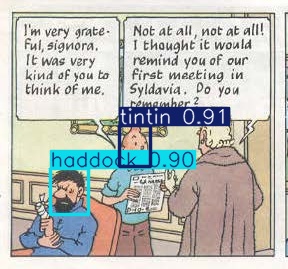 I'm very grate-
ful, signora.
It was very
kind of you to
think of me.
Not at all, not at all!
I thought it would
remind you of our
first meeting in
Syldavia. Do you
remember?
tintin 0.91
haddock 0.90